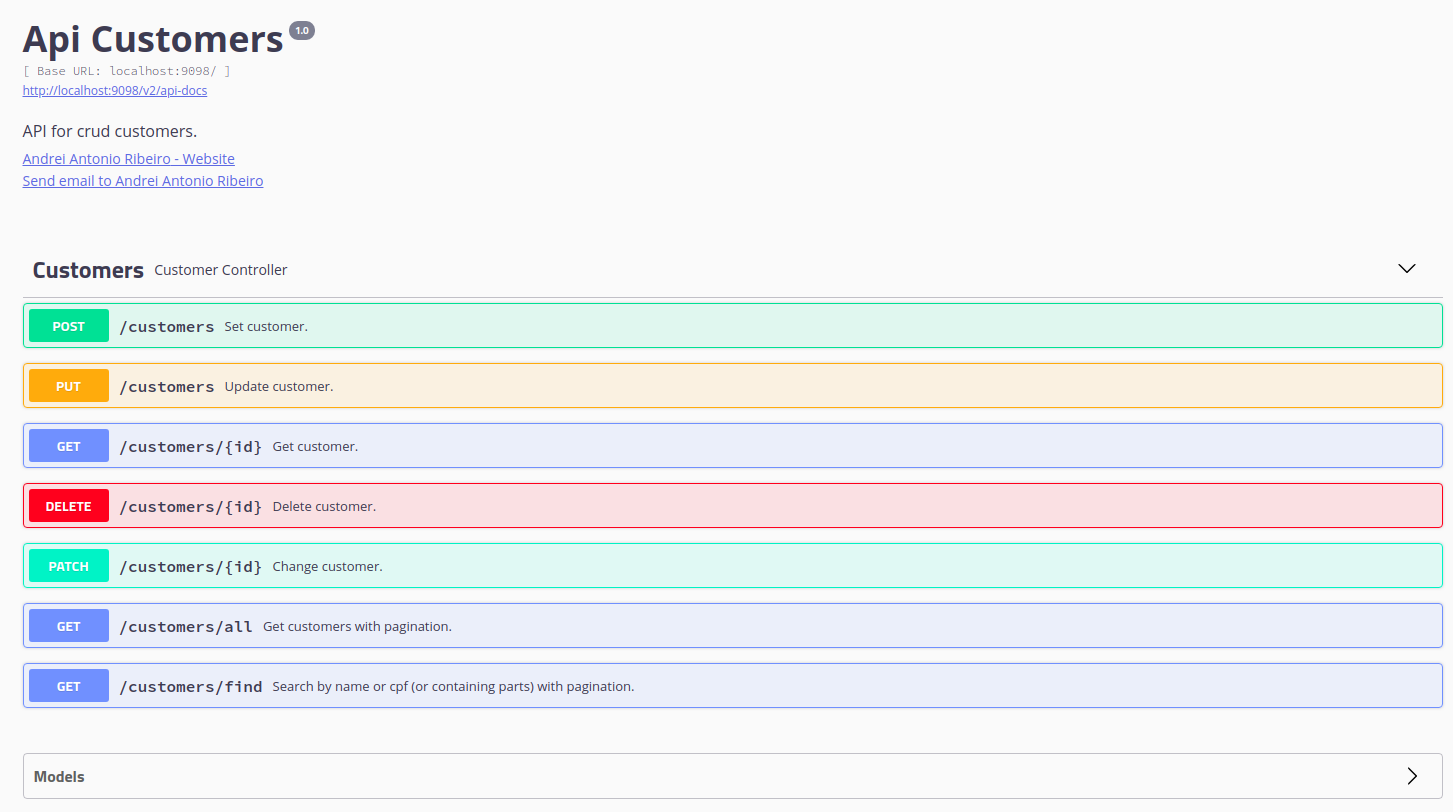 Api Customers 1.0
[ Base URL: localhost:9098/ ]
http://localhost:9098/v2/api-docs
API for crud customers.
Andrei Antonio Ribeiro - Website
Send email to Andrei Antonio Ribeiro
Customers Customer Controller
POST /customers Set customer.
PUT /customers Update customer.
GET /customers/{id} Get customer.
DELETE /customers/{id} Delete customer.
PATCH /customers/{id} Change customer.
GET /customers/all Get customers with pagination.
GET /customers/find Search by name or cpf (or containing parts) with pagination.
Models